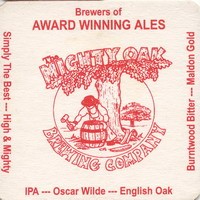 Brewers of
AWARD WINNING ALES
MIGHTY OAK
BREWING COMPANY
Simply The Best --- High & Mighty
Burntwood Bitter --- Maldon Gold
IPA --- Oscar Wilde --- English Oak